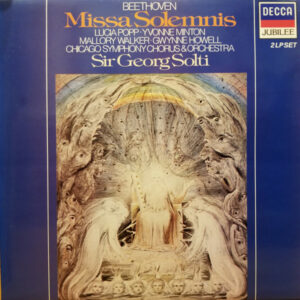 BEETHOVEN
Missa Solemnis
LUCIA POPP · YVONNE MINTON
MALLORY WALKER · GWYNNE HOWELL
CHICAGO SYMPHONY CHORUS & ORCHESTRA
Sir Georg Solti
DECCA
JUBILEE
2 LP SET